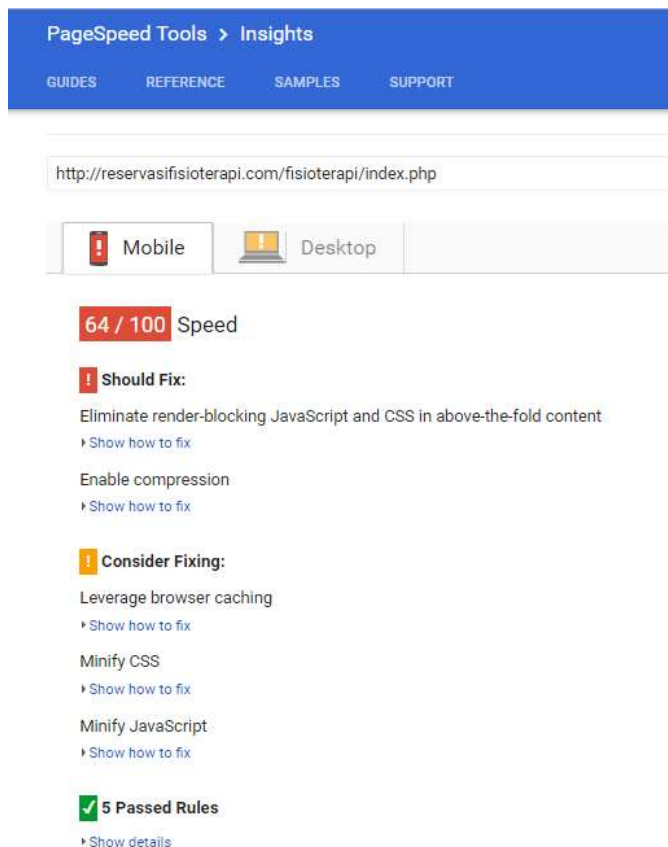 PageSpeed Tools > Insights
GUIDES REFERENCE SAMPLES SUPPORT
http://reservasifisioterapi.com/fisioterapi/index.php
! Mobile ! Desktop
64 / 100 Speed
! Should Fix:
Eliminate render-blocking JavaScript and CSS in above-the-fold content
Show how to fix
Enable compression
Show how to fix
! Consider Fixing:
Leverage browser caching
Show how to fix
Minify CSS
Show how to fix
Minify JavaScript
Show how to fix
5 Passed Rules
Show details